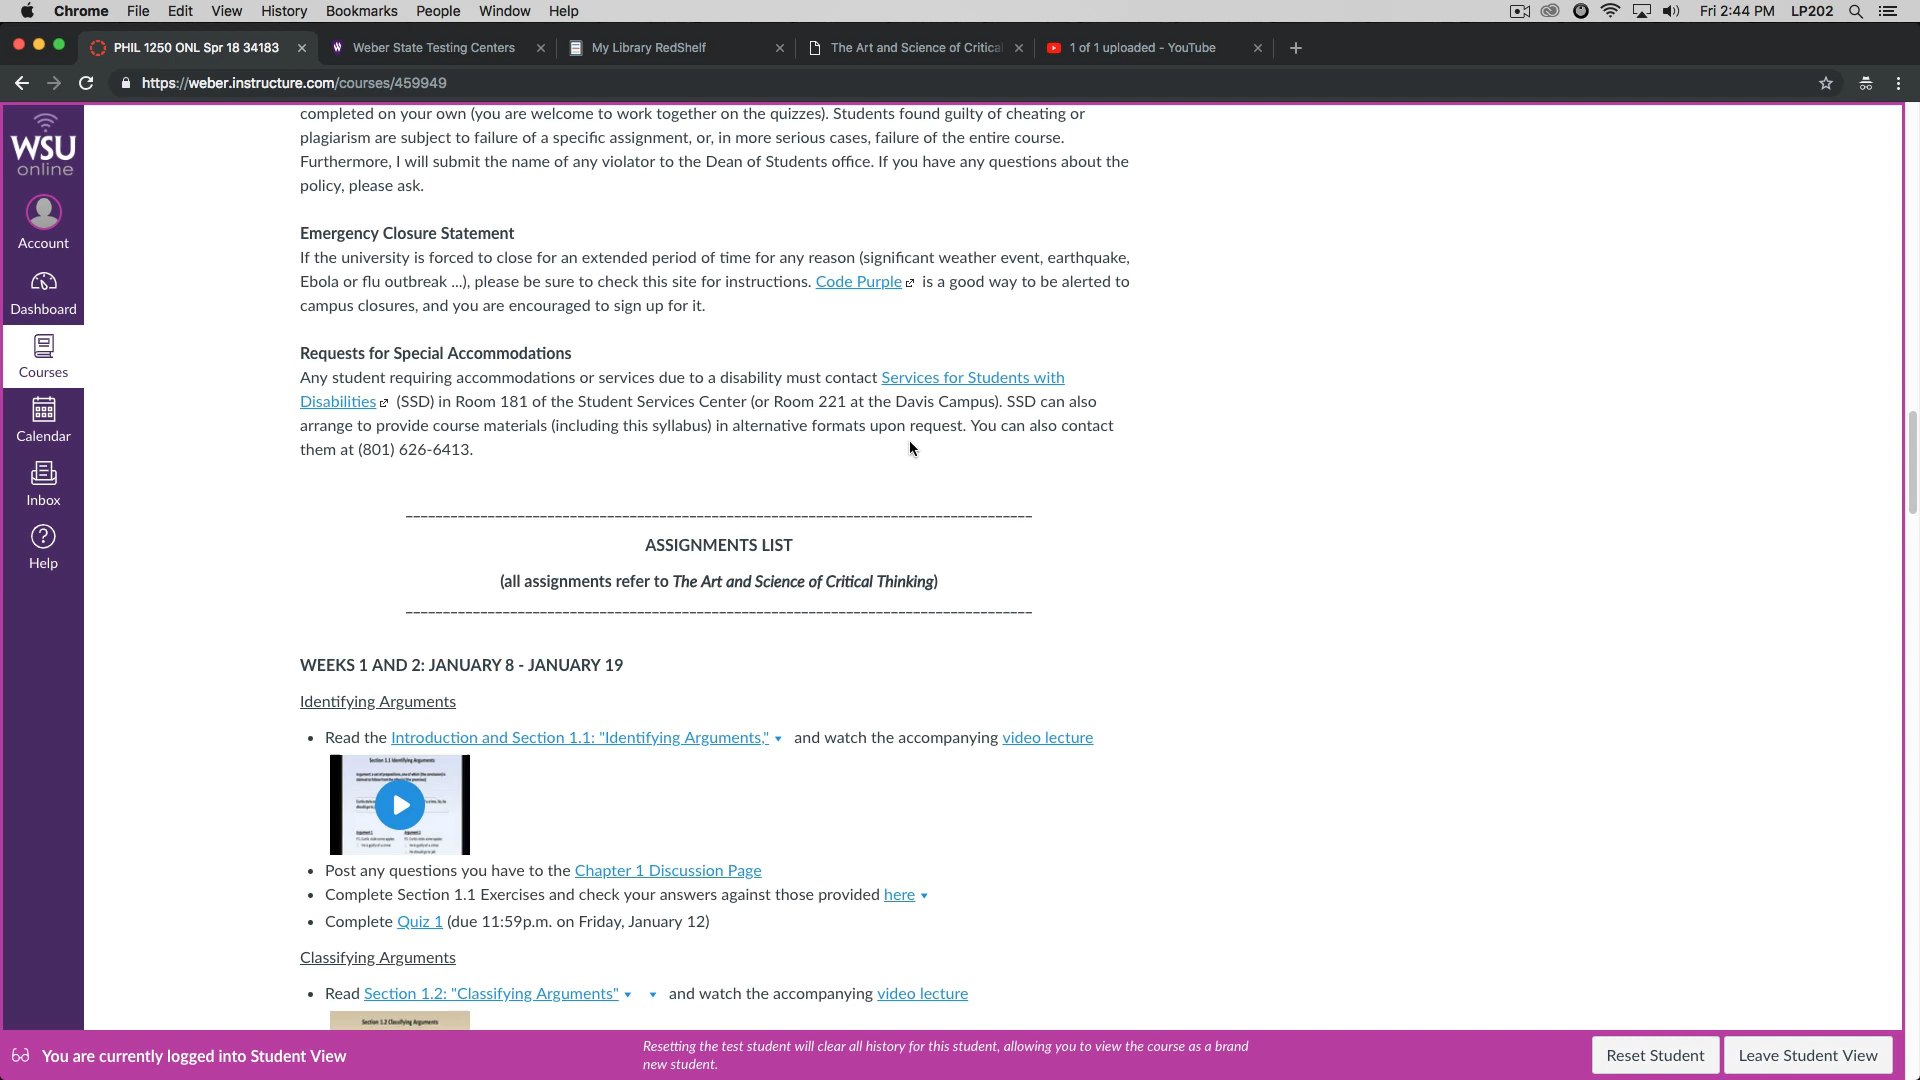 Chrome File Edit View History Bookmarks People Window Help Fri 2:44 PM LP202
PHIL 1250 ONL Spr 18 34183 Weber State Testing Centers My Library RedShelf The Art and Science of Critical 1 of 1 uploaded - YouTube
https://weber.instructure.com/courses/459949
WSU
online
Account
Dashboard
Courses
Calendar
Inbox
Help
completed on your own (you are welcome to work together on the quizzes). Students found guilty of cheating or
plagiarism are subject to failure of a specific assignment, or, in more serious cases, failure of the entire course.
Furthermore, I will submit the name of any violator to the Dean of Students office. If you have any questions about the
policy, please ask.
Emergency Closure Statement
If the university is forced to close for an extended period of time for any reason (significant weather event, earthquake,
Ebola or flu outbreak ...), please be sure to check this site for instructions. Code Purple is a good way to be alerted to
campus closures, and you are encouraged to sign up for it.
Requests for Special Accommodations
Any student requiring accommodations or services due to a disability must contact Services for Students with
Disabilities (SSD) in Room 181 of the Student Services Center (or Room 221 at the Davis Campus). SSD can also
arrange to provide course materials (including this syllabus) in alternative formats upon request. You can also contact
them at (801) 626-6413.
ASSIGNMENTS LIST
(all assignments refer to The Art and Science of Critical Thinking)
WEEKS 1 AND 2: JANUARY 8 - JANUARY 19
Identifying Arguments
Read the Introduction and Section 1.1: "Identifying Arguments," and watch the accompanying video lecture
Section 1.1 Identifying Arguments
Post any questions you have to the Chapter 1 Discussion Page
Complete Section 1.1 Exercises and check your answers against those provided here
Complete Quiz 1 (due 11:59p.m. on Friday, January 12)
Classifying Arguments
Read Section 1.2: "Classifying Arguments" and watch the accompanying video lecture
Section 1.2 Classifying Arguments
You are currently logged into Student View
Resetting the test student will clear all history for this student, allowing you to view the course as a brand
new student.
Reset Student
Leave Student View